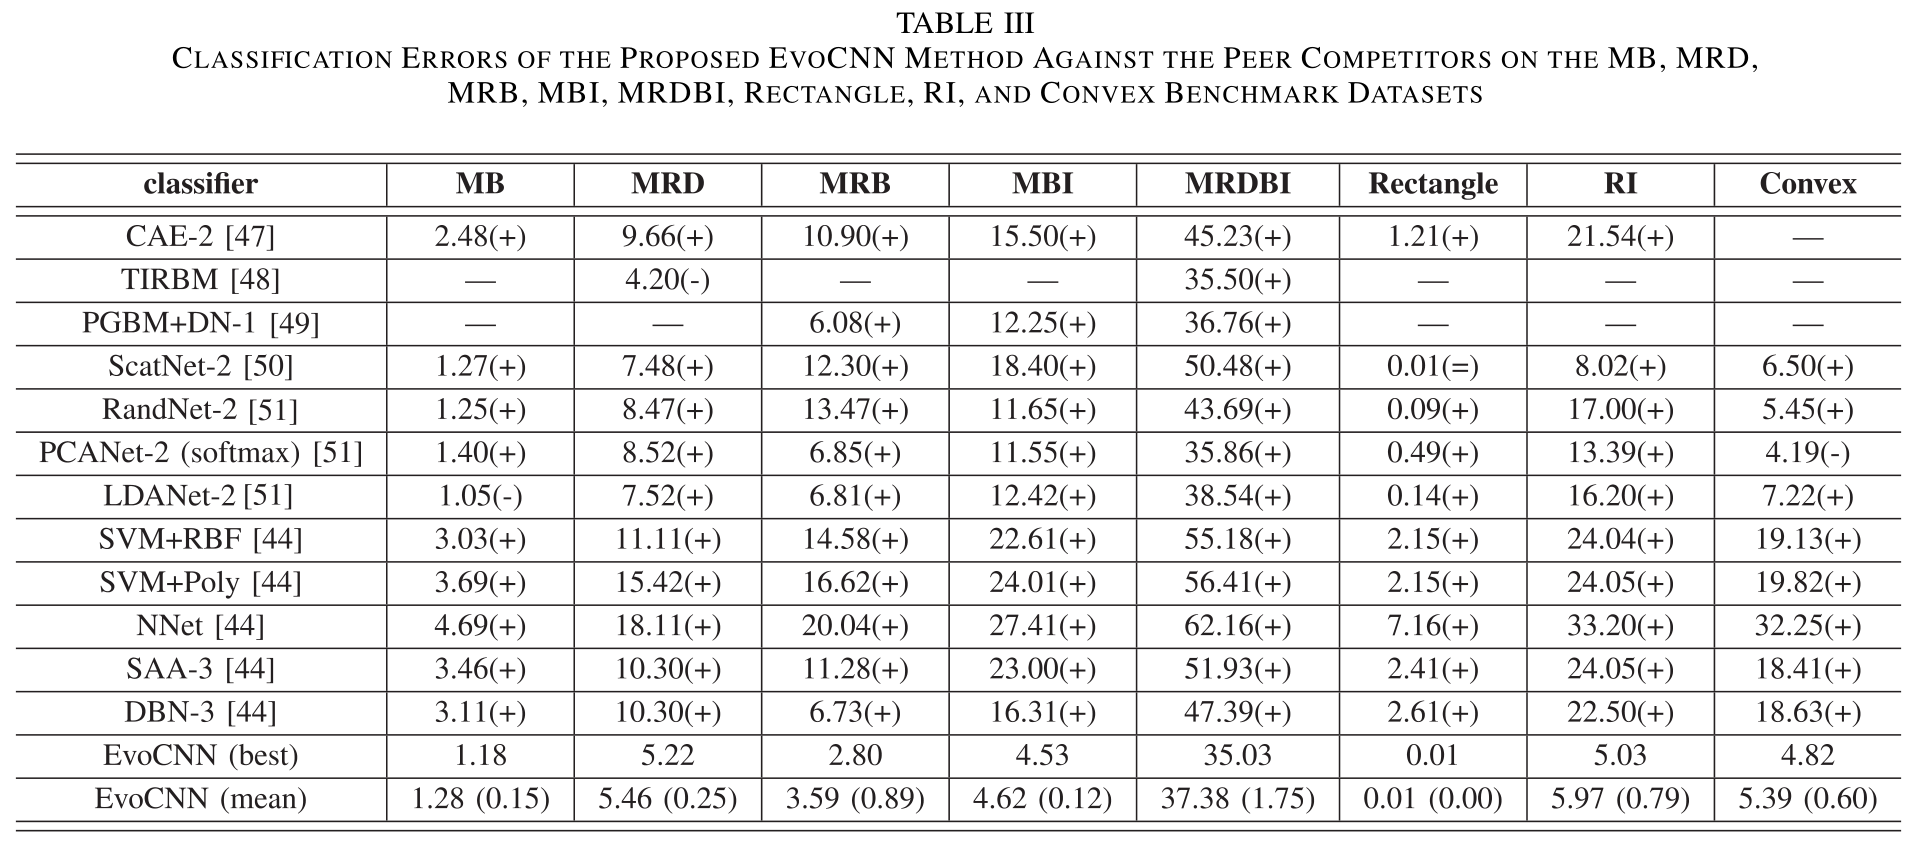 TABLE III
CLASSIFICATION ERRORS OF THE PROPOSED EVOCNN METHOD AGAINST THE PEER COMPETITORS ON THE MB, MRD,
MRB, MBI, MRDBI, RECTANGLE, RI, AND CONVEX BENCHMARK DATASETS
classifier MB MRD MRB MBI MRDBI Rectangle RI Convex
CAE-2 [47] 2.48(+) 9.66(+) 10.90(+) 15.50(+) 45.23(+) 1.21(+) 21.54(+) —
TIRBM [48] — 4.20(-) — — 35.50(+) — — —
PGBM+DN-1 [49] — — 6.08(+) 12.25(+) 36.76(+) — — —
ScatNet-2 [50] 1.27(+) 7.48(+) 12.30(+) 18.40(+) 50.48(+) 0.01(=) 8.02(+) 6.50(+)
RandNet-2 [51] 1.25(+) 8.47(+) 13.47(+) 11.65(+) 43.69(+) 0.09(+) 17.00(+) 5.45(+)
PCANet-2 (softmax) [51] 1.40(+) 8.52(+) 6.85(+) 11.55(+) 35.86(+) 0.49(+) 13.39(+) 4.19(-)
LDANet-2 [51] 1.05(-) 7.52(+) 6.81(+) 12.42(+) 38.54(+) 0.14(+) 16.20(+) 7.22(+)
SVM+RBF [44] 3.03(+) 11.11(+) 14.58(+) 22.61(+) 55.18(+) 2.15(+) 24.04(+) 19.13(+)
SVM+Poly [44] 3.69(+) 15.42(+) 16.62(+) 24.01(+) 56.41(+) 2.15(+) 24.05(+) 19.82(+)
NNet [44] 4.69(+) 18.11(+) 20.04(+) 27.41(+) 62.16(+) 7.16(+) 33.20(+) 32.25(+)
SAA-3 [44] 3.46(+) 10.30(+) 11.28(+) 23.00(+) 51.93(+) 2.41(+) 24.05(+) 18.41(+)
DBN-3 [44] 3.11(+) 10.30(+) 6.73(+) 16.31(+) 47.39(+) 2.61(+) 22.50(+) 18.63(+)
EvoCNN (best) 1.18 5.22 2.80 4.53 35.03 0.01 5.03 4.82
EvoCNN (mean) 1.28 (0.15) 5.46 (0.25) 3.59 (0.89) 4.62 (0.12) 37.38 (1.75) 0.01 (0.00) 5.97 (0.79) 5.39 (0.60)